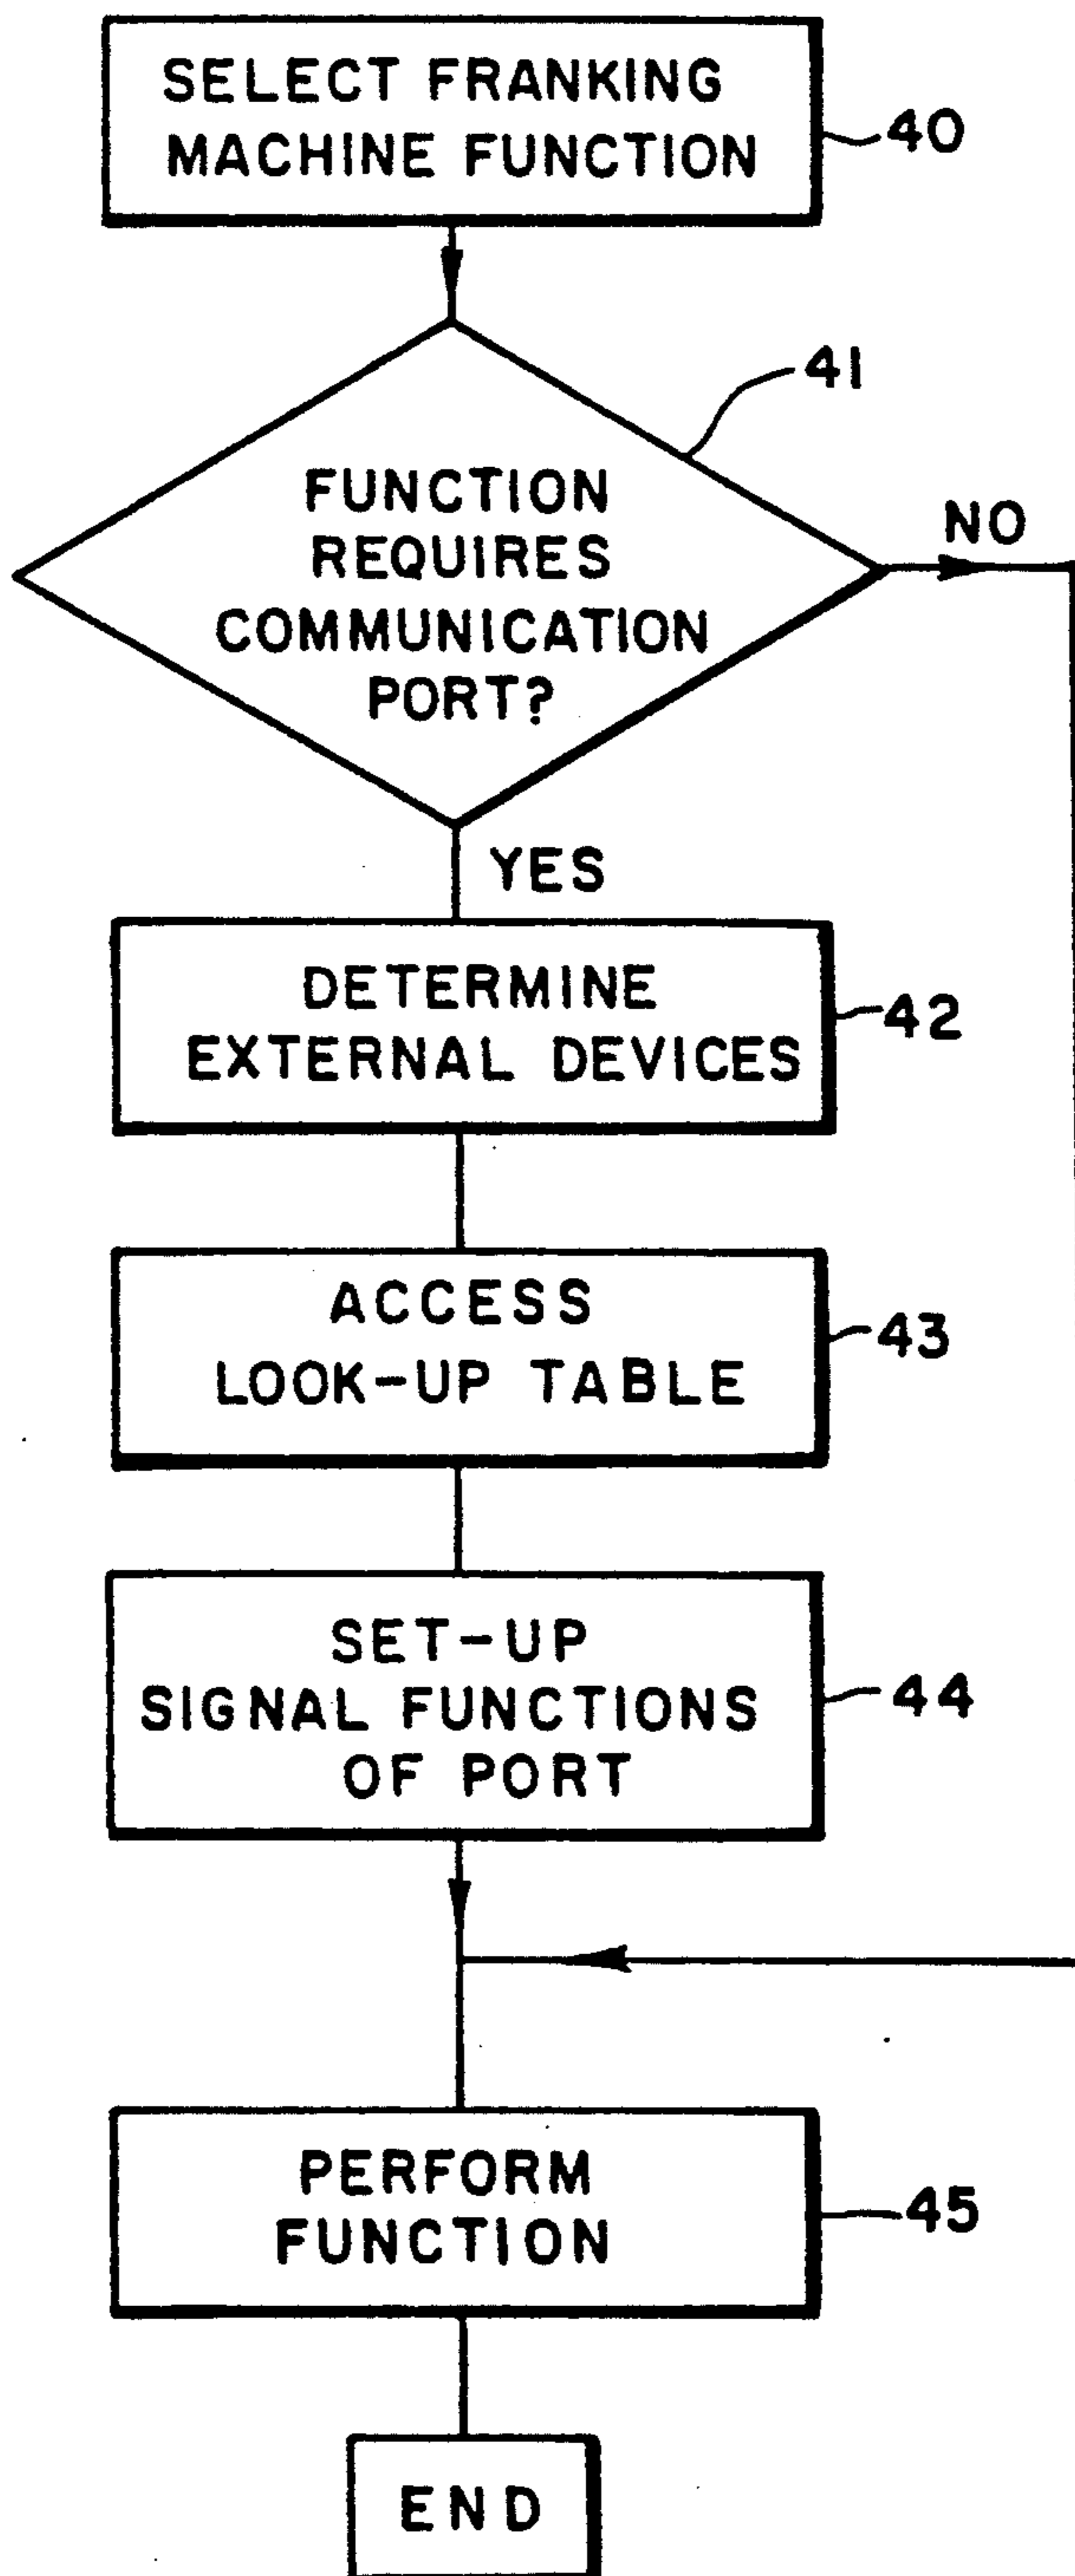 SELECT FRANKING
MACHINE FUNCTION
40
41
FUNCTION
REQUIRES
COMMUNICATION
PORT?
NO
YES
DETERMINE
EXTERNAL DEVICES
42
ACCESS
LOOK-UP TABLE
43
SET-UP
SIGNAL FUNCTIONS
OF PORT
44
PERFORM
FUNCTION
45
END